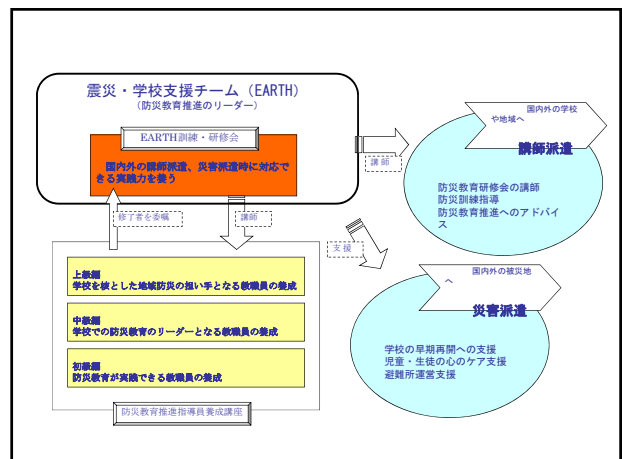 震災・学校支援チーム（EARTH）
（防災教育推進のリーダー）
EARTH訓練・研修会
国内外の講師派遣、災害派遣時に対応で
きる実践力を養う
修了者を委嘱
講師
講師
支援
国内外の学校
や地域へ
講師派遣
防災教育研修会の講師
防災訓練指導
防災教育推進へのアドバイ
ス
国内外の被災地
へ
災害派遣
学校の早期再開への支援
児童・生徒の心のケア支援
避難所運営支援
上級編
学校を核とした地域防災の担い手となる教職員の養成
中級編
学校での防災教育のリーダーとなる教職員の養成
初級編
防災教育が実践できる教職員の養成
防災教育推進指導員養成講座